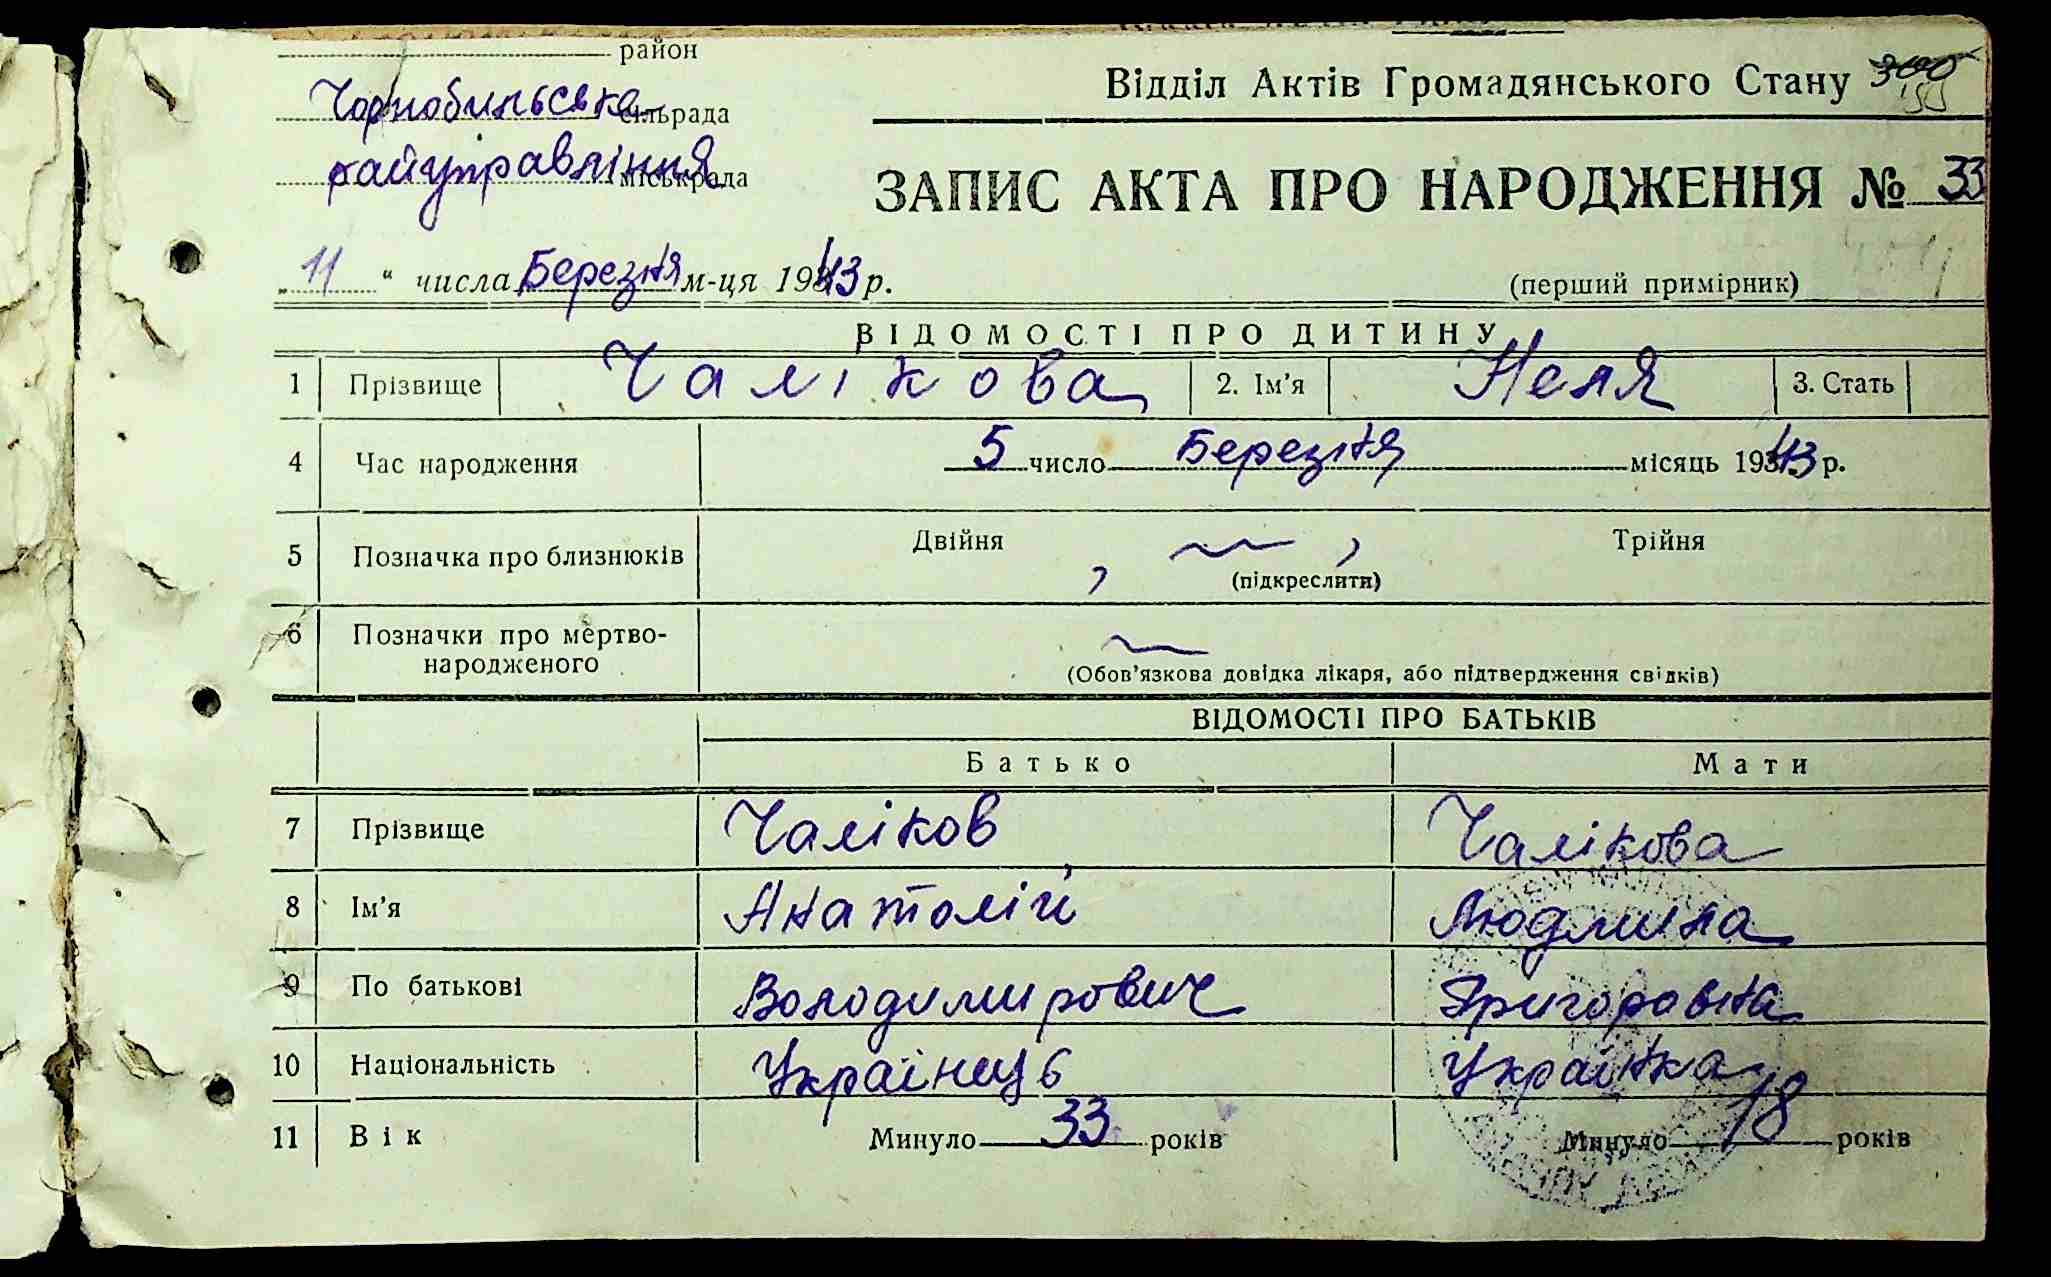 район
Відділ Актів Громадянського Стану
Чорнобильська сільрада
райуправління міськрада
ЗАПИС АКТА ПРО НАРОДЖЕННЯ № 33
„ 11 “ числа Березня м-ця 1943 р.
(перший примірник)
ВІДОМОСТІ ПРО ДИТИНУ
1 Прізвище Чалікова 2. Ім'я Неля 3. Стать
4 Час народження 5 число Березня місяць 1943 р.
5 Позначка про близнюків Двійня Трійня
(підкреслити)
6 Позначки про мертво-
народженого
(Обов'язкова довідка лікаря, або підтвердження свідків)
ВІДОМОСТІ ПРО БАТЬКІВ
Батько Мати
7 Прізвище Чаліков Чалікова
8 Ім'я Анатолій Людмила
9 По батькові Володимирович Григоровна
10 Національність Українець Українка
11 Вік Минуло 33 років Минуло 18 років